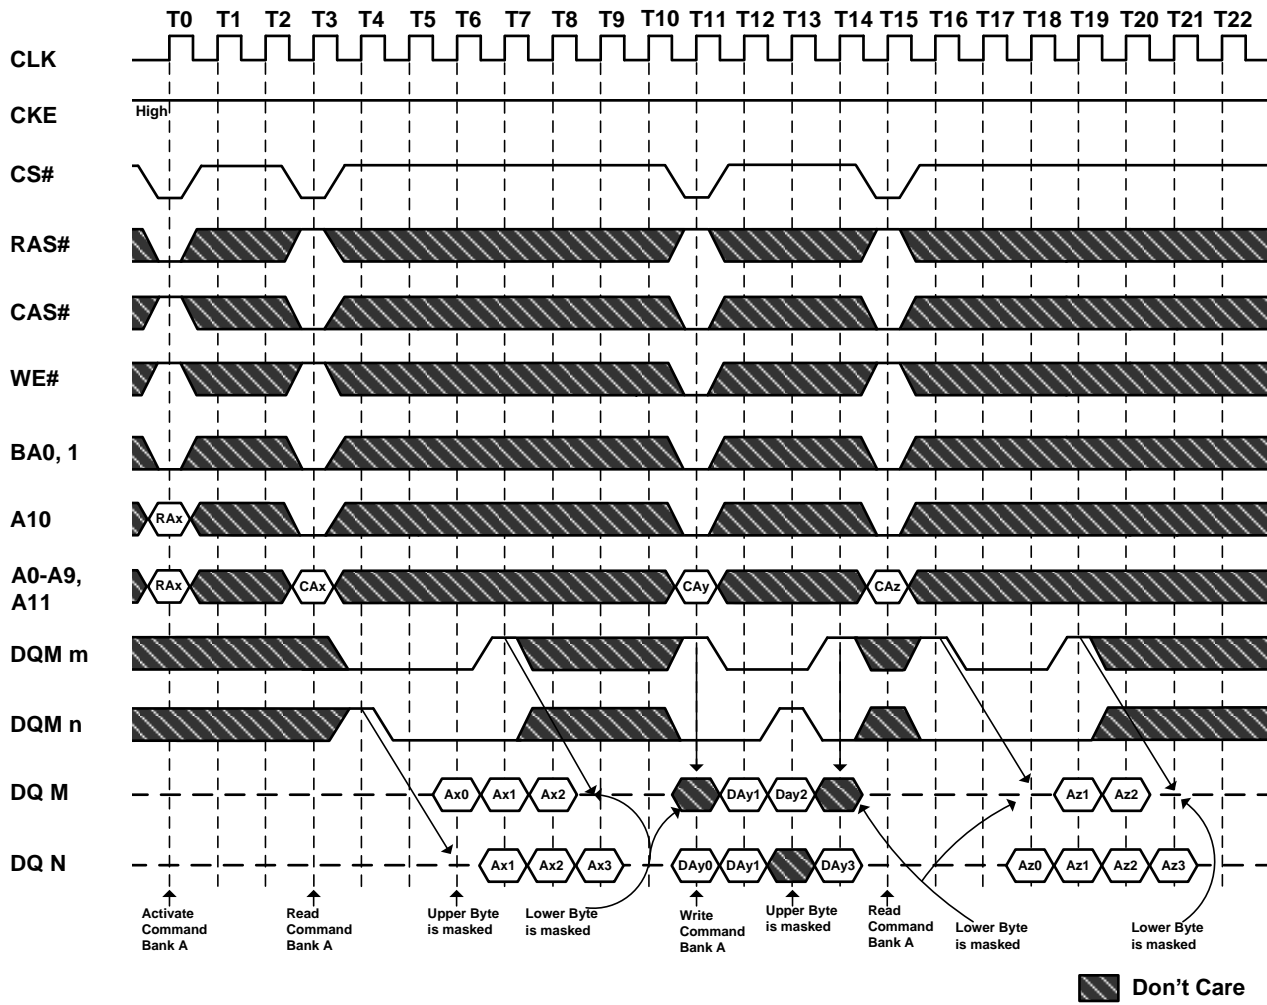 T0 T1 T2 T3 T4 T5 T6 T7 T8 T9 T10 T11 T12 T13 T14 T15 T16 T17 T18 T19 T20 T21 T22
CLK
CKE
High
CS#
RAS#
CAS#
WE#
BA0, 1
A10
RAx
A0-A9,
A11
RAx CAx CAy CAz
DQM m
DQM n
DQ M
Ax0 Ax1 Ax2 DAy1 Day2 Az1 Az2
DQ N
Ax1 Ax2 Ax3 DAy0 DAy1 DAy3 Az0 Az1 Az2 Az3
Activate
Command
Bank A
Read
Command
Bank A
Upper Byte
is masked
Lower Byte
is masked
Write
Command
Bank A
Upper Byte
is masked
Read
Command
Bank A
Lower Byte
is masked
Lower Byte
is masked
Don't Care